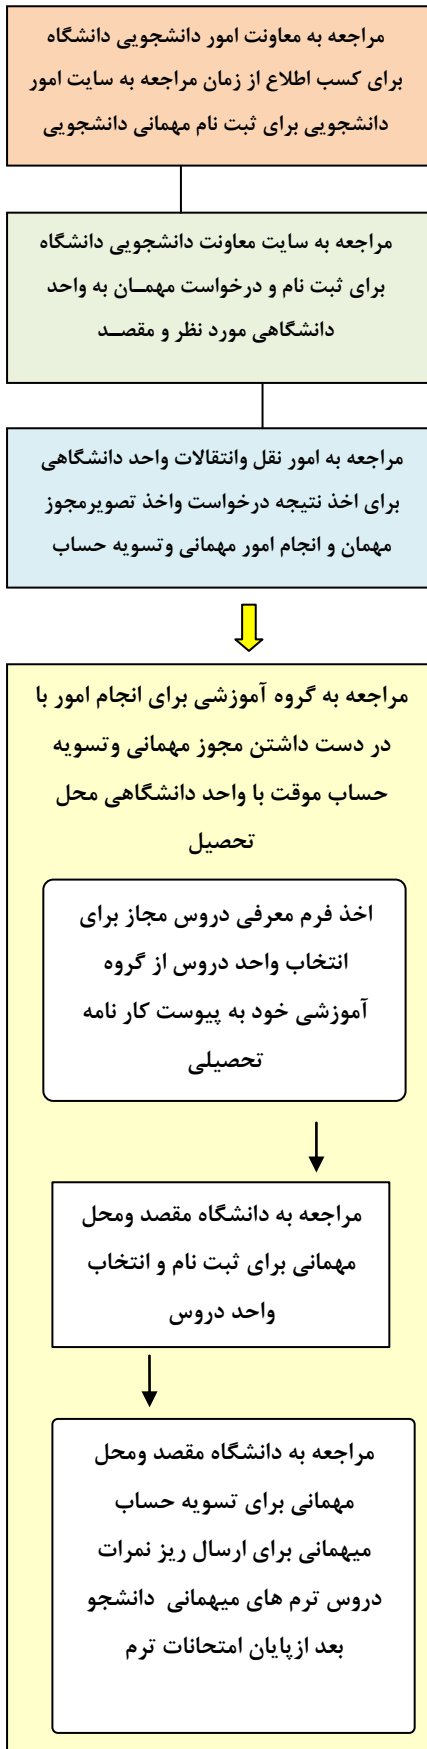 مراجعه به معاونت امور دانشجویی دانشگاه
برای کسب اطلاع از زمان مراجعه به سایت امور
دانشجویی برای ثبت نام مهمانی دانشجویی
مراجعه به سایت معاونت دانشجویی دانشگاه
برای ثبت نام و درخواست مهمـان به واحد
دانشگاهی مورد نظر و مقصـد
مراجعه به امور نقل وانتقالات واحد دانشگاهی
برای اخذ نتیجه درخواست واخذ تصویرمجوز
مهمان و انجام امور مهمانی وتسویه حساب
مراجعه به گروه آموزشی برای انجام امور با
در دست داشتن مجوز مهمانی وتسویه
حساب موقت با واحد دانشگاهی محل
تحصیل
اخذ فرم معرفی دروس مجاز برای
انتخاب واحد دروس از گروه
آموزشی خود به پیوست کار نامه
تحصیلی
مراجعه به دانشگاه مقصد ومحل
مهمانی برای ثبت نام و انتخاب
واحد دروس
مراجعه به دانشگاه مقصد ومحل
مهمانی برای تسویه حساب
میهمانی برای ارسال ریز نمرات
دروس ترم های میهمانی دانشجو
بعد ازپایان امتحانات ترم